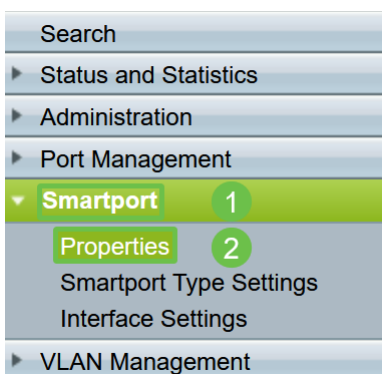 Search
Status and Statistics
Administration
Port Management
Smartport 1
Properties 2
Smartport Type Settings
Interface Settings
VLAN Management